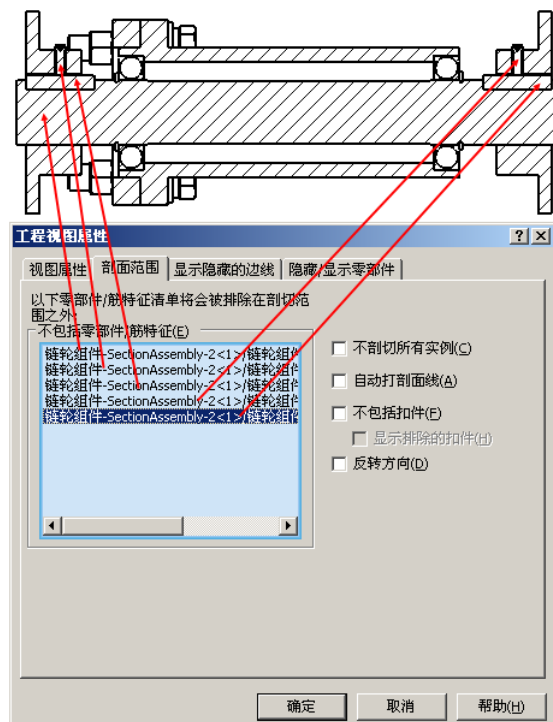 工程视图属性
视图属性 剖面范围 显示隐藏的边线 隐藏/显示零部件
以下零部件/筋特征清单将会被排除在剖切范
围之外:
不包括零部件/筋特征(E)
链轮组件-SectionAssembly-2<1>/链轮组件
链轮组件-SectionAssembly-2<1>/链轮组件
链轮组件-SectionAssembly-2<1>/链轮组件
链轮组件-SectionAssembly-2<1>/链轮组件
链轮组件-SectionAssembly-2<1>/链轮组件
不剖切所有实例(C)
自动打剖面线(A)
不包括扣件(F)
显示排除的扣件(H)
反转方向(D)
确定 取消 帮助(H)